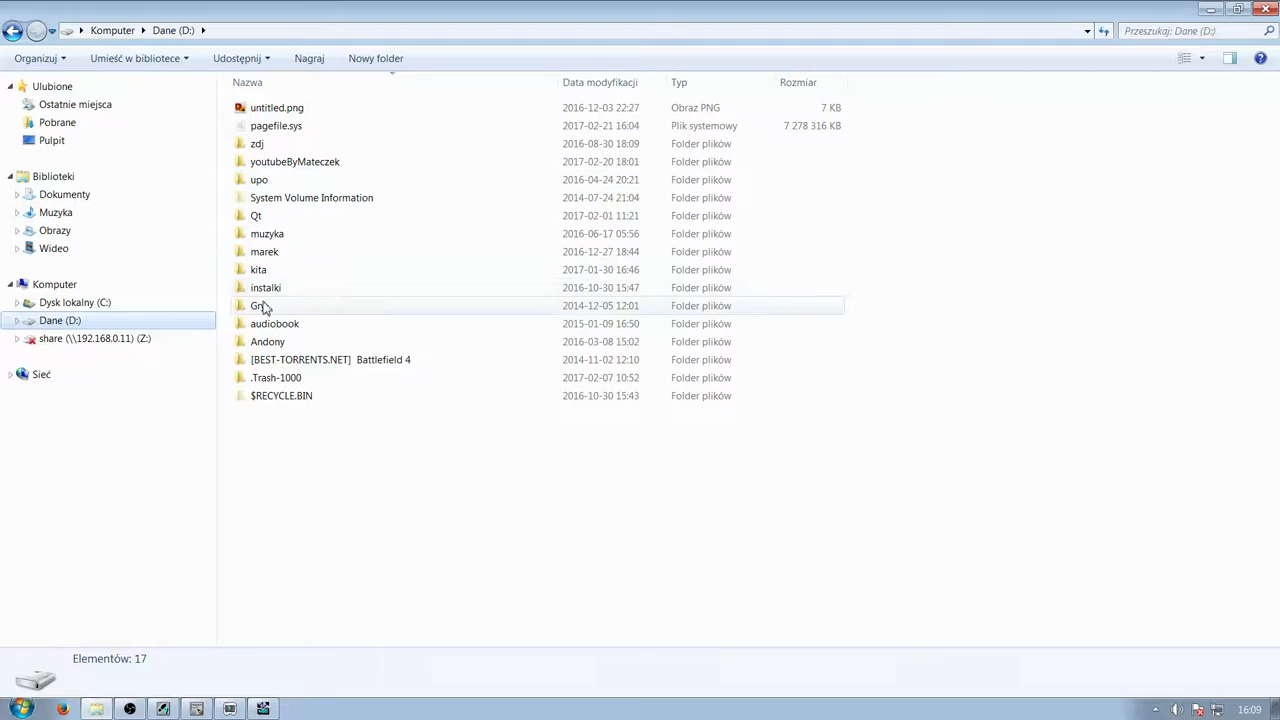 Komputer Dane (D:) Przeszukaj: Dane (D:)
Organizuj Umieść w bibliotece Udostępnij Nagraj Nowy folder
Nazwa Data modyfikacji Typ Rozmiar
Ulubione
Ostatnie miejsca
Pobrane
Pulpit
Biblioteki
Dokumenty
Muzyka
Obrazy
Wideo
Komputer
Dysk lokalny (C:)
Dane (D:)
share (\\192.168.0.11) (Z:)
Sieć
untitled.png 2016-12-03 22:27 Obraz PNG 7 KB
pagefile.sys 2017-02-21 16:04 Plik systemowy 7 278 316 KB
zdj 2016-08-30 18:09 Folder plików
youtubeByMateczek 2017-02-20 18:01 Folder plików
upo 2016-04-24 20:21 Folder plików
System Volume Information 2014-07-24 21:04 Folder plików
Qt 2017-02-01 11:21 Folder plików
muzyka 2016-06-17 05:56 Folder plików
marek 2016-12-27 18:44 Folder plików
kita 2017-01-30 16:46 Folder plików
instalki 2016-10-30 15:47 Folder plików
2014-12-05 12:01 Folder plików
audiobook 2015-01-09 16:50 Folder plików
Andony 2016-03-08 15:02 Folder plików
[BEST-TORRENTS.NET] Battlefield 4 2014-11-02 12:10 Folder plików
.Trash-1000 2017-02-07 10:52 Folder plików
$RECYCLE.BIN 2016-10-30 15:43 Folder plików
Elementów: 17
16:09